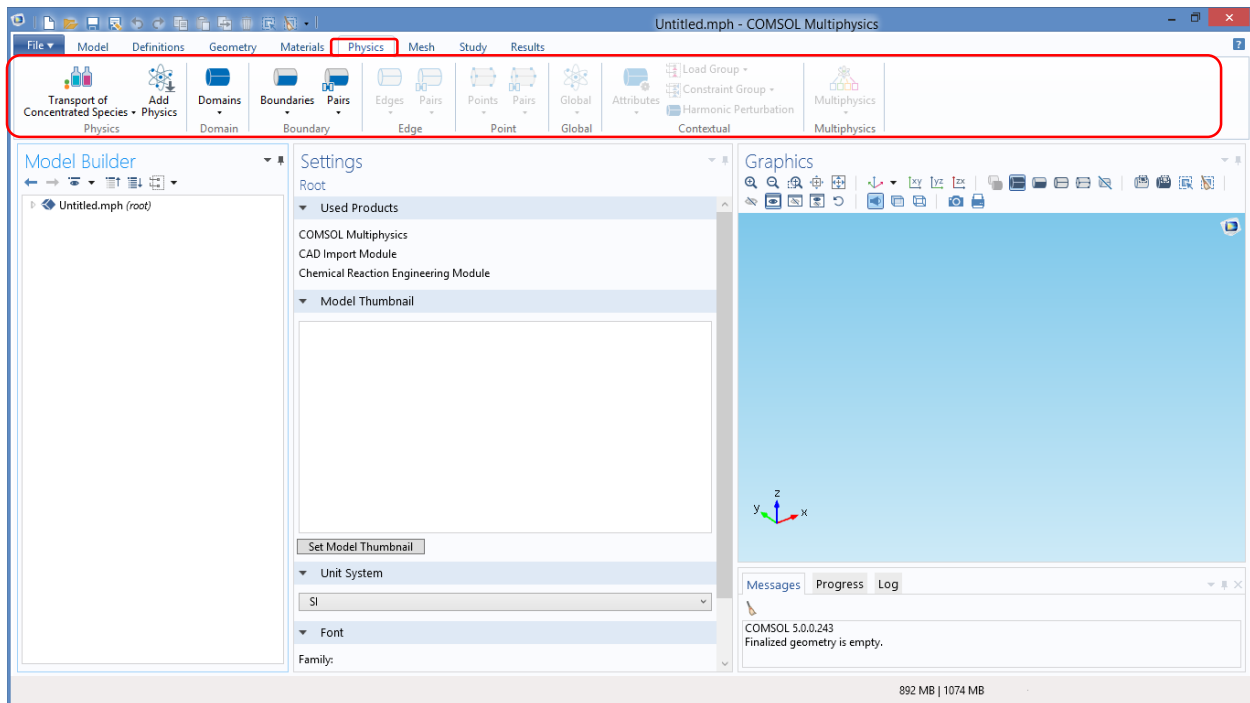 Untitled.mph - COMSOL Multiphysics
File Model Definitions Geometry Materials Physics Mesh Study Results
Transport of Concentrated Species
Add Physics
Domains
Boundaries
Pairs
Edges
Pairs
Points
Pairs
Global
Attributes
Load Group
Constraint Group
Harmonic Perturbation
Multiphysics
Physics Domain Boundary Edge Point Global Contextual Multiphysics
Model Builder
Untitled.mph (root)
Settings
Root
Used Products
COMSOL Multiphysics
CAD Import Module
Chemical Reaction Engineering Module
Model Thumbnail
Set Model Thumbnail
Unit System
SI
Font
Family:
Graphics
xy yz zx
z
y
x
Messages Progress Log
COMSOL 5.0.0.243
Finalized geometry is empty.
892 MB | 1074 MB